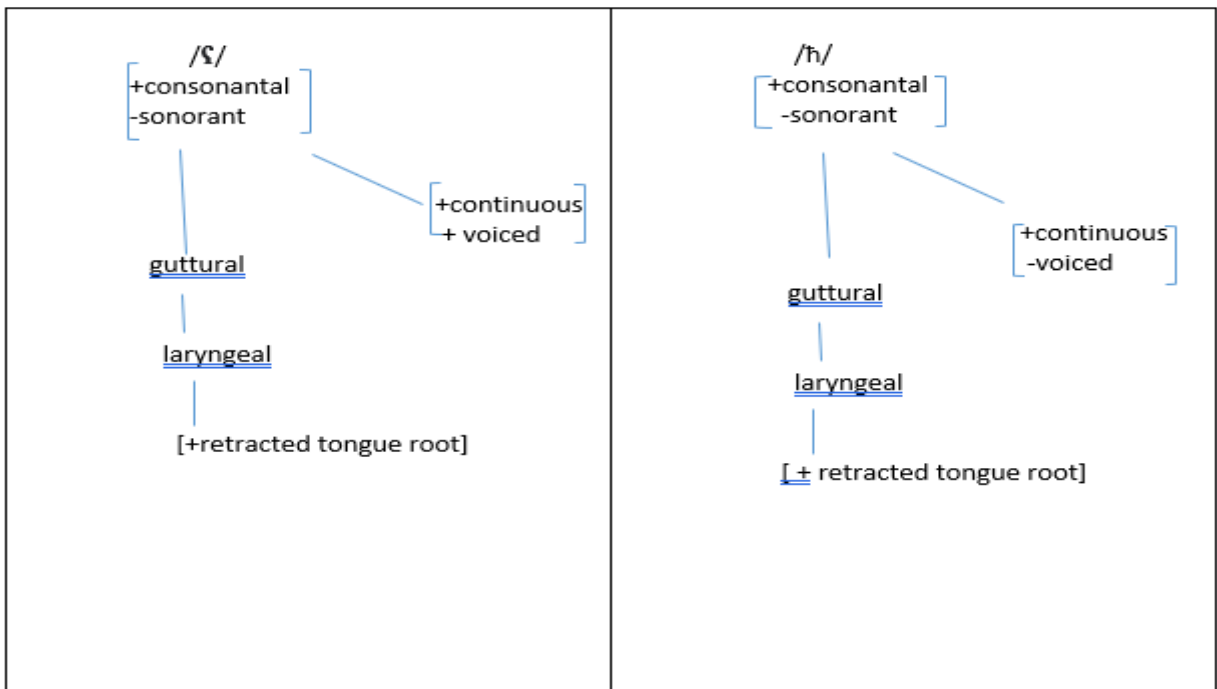 /ʕ/
+consonantal
-sonorant
+continuous
+ voiced
guttural
laryngeal
[+retracted tongue root]
/ħ/
+consonantal
-sonorant
+continuous
-voiced
guttural
laryngeal
[ + retracted tongue root]